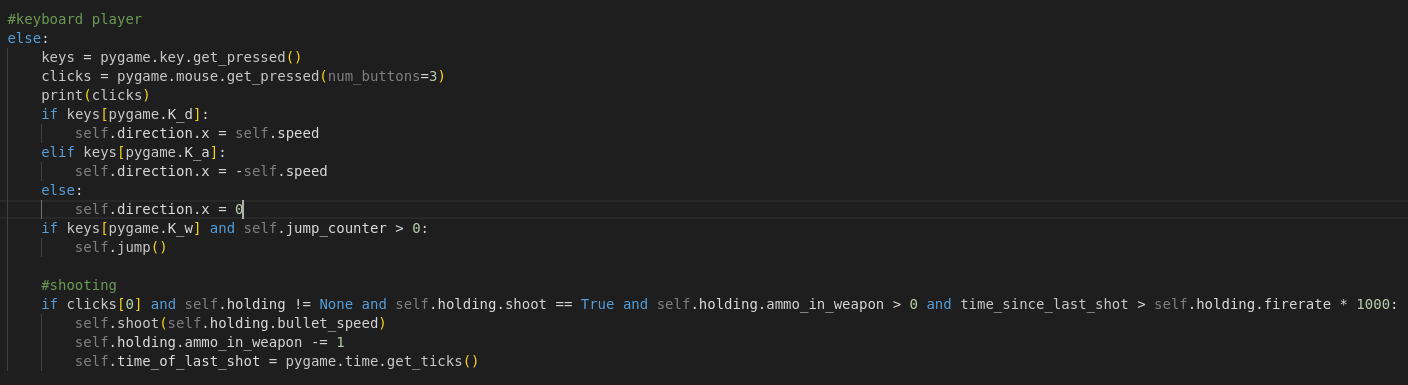 #keyboard player
else:
    keys = pygame.key.get_pressed()
    clicks = pygame.mouse.get_pressed(num_buttons=3)
    print(clicks)
    if keys[pygame.K_d]:
        self.direction.x = self.speed
    elif keys[pygame.K_a]:
        self.direction.x = -self.speed
    else:
        self.direction.x = 0
    if keys[pygame.K_w] and self.jump_counter > 0:
        self.jump()

    #shooting
    if clicks[0] and self.holding != None and self.holding.shoot == True and self.holding.ammo_in_weapon > 0 and time_since_last_shot > self.holding.firerate * 1000:
        self.shoot(self.holding.bullet_speed)
        self.holding.ammo_in_weapon -= 1
        self.time_of_last_shot = pygame.time.get_ticks()